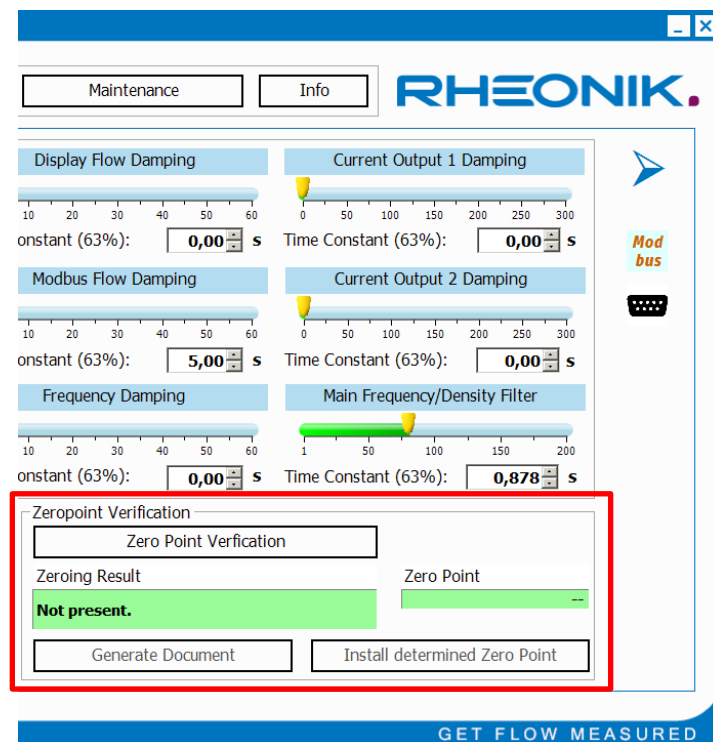 Maintenance
Info
RHEONIK.
Display Flow Damping
Current Output 1 Damping
10 20 30 40 50 60
0 50 100 150 200 250 300
onstant (63%): 0,00 s
Time Constant (63%): 0,00 s
Mod
bus
Modbus Flow Damping
Current Output 2 Damping
10 20 30 40 50 60
0 50 100 150 200 250 300
onstant (63%): 5,00 s
Time Constant (63%): 0,00 s
Frequency Damping
Main Frequency/Density Filter
10 20 30 40 50 60
1 50 100 150 200
onstant (63%): 0,00 s
Time Constant (63%): 0,878 s
Zeropoint Verification
Zero Point Verfication
Zeroing Result
Zero Point
Not present.
--
Generate Document
Install determined Zero Point
GET FLOW MEASURED